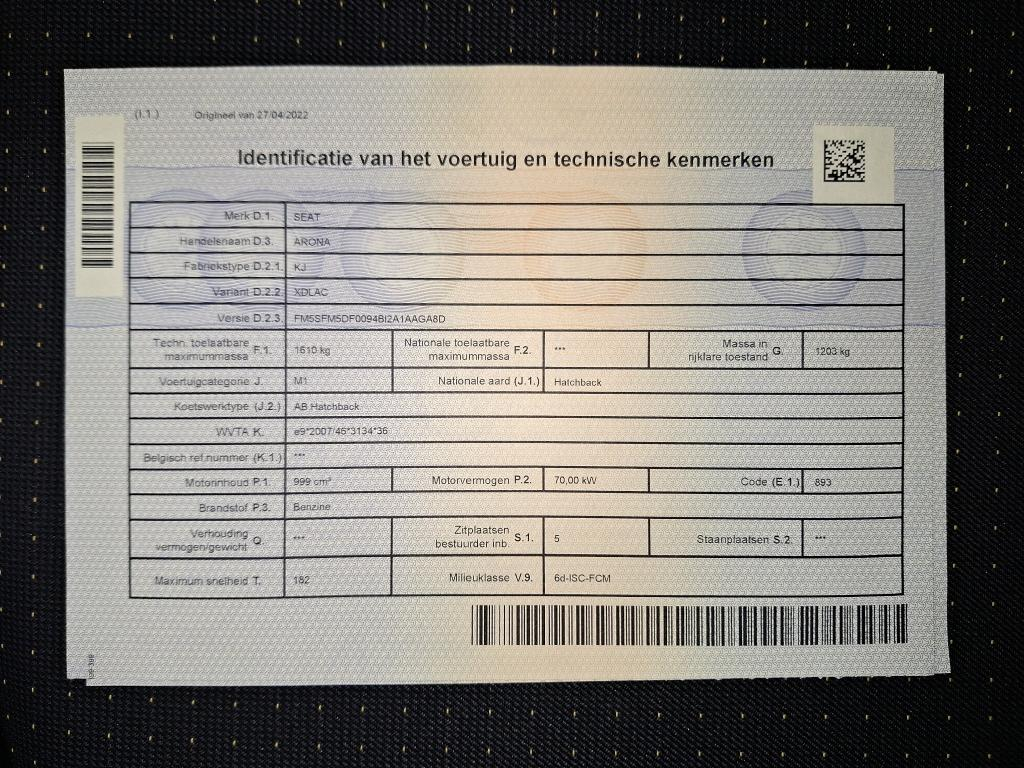 (I.1.) Origineel van 27/04/2022
Identificatie van het voertuig en technische kenmerken
Merk D.1. SEAT
Handelsnaam D.3. ARONA
Fabriekstype D.2.1. KJ
Variant D.2.2. XDLAC
Versie D.2.3. FM5SFM5DF0094BI2A1AAGA8D
Techn. toelaatbare maximummassa F.1. 1610 kg Nationale toelaatbare maximummassa F.2. *** Massa in rijklare toestand G. 1203 kg
Voertuigcategorie J. M1 Nationale aard (J.1.) Hatchback
Koetswerktype (J.2.) AB Hatchback
WVTA K. e9*2007/46*3134*36
Belgisch ref.nummer (K.1.) ***
Motorinhoud P.1. 999 cm³ Motorvermogen P.2. 70,00 kW Code (E.1.) 893
Brandstof P.3. Benzine
Verhouding vermogen/gewicht Q. *** Zitplaatsen bestuurder inb. S.1. 5 Staanplaatsen S.2. ***
Maximum snelheid T. 182 Milieuklasse V.9. 6d-ISC-FCM